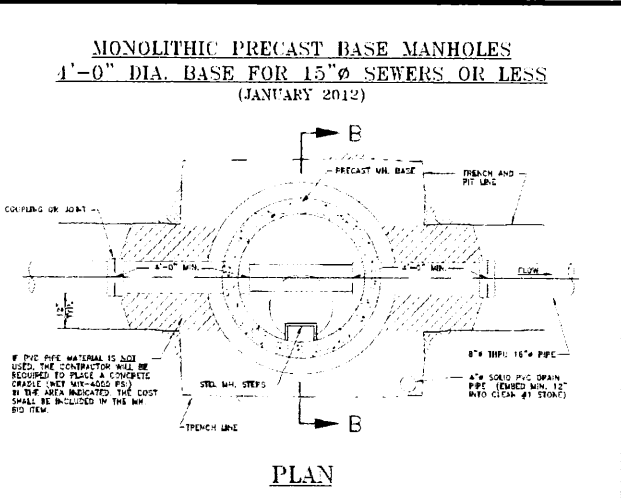 MONOLITHIC PRECAST BASE MANHOLES
4'-0" DIA. BASE FOR 15"ø SEWERS OR LESS
(JANUARY 2012)
B
PRECAST MH. BASE
TRENCH AND
PIT LINE
COUPLING OR JOINT
4'-0" MIN.
4'-0" MIN.
FLOW
IF PVC PIPE MATERIAL IS NOT
USED, THE CONTRACTOR WILL BE
REQUIRED TO PLACE A CONCRETE
CRADLE (WET MIX-4000 PSI)
IN THE AREA INDICATED. THE COST
SHALL BE INCLUDED IN THE MH
BID ITEM.
STD. MH. STEPS
8"ø THRU 15"ø PIPE
4"ø SOLID PVC DRAIN
PIPE (EMBED MIN. 12"
INTO CLEAN #1 STONE)
TRENCH LINE
B
PLAN